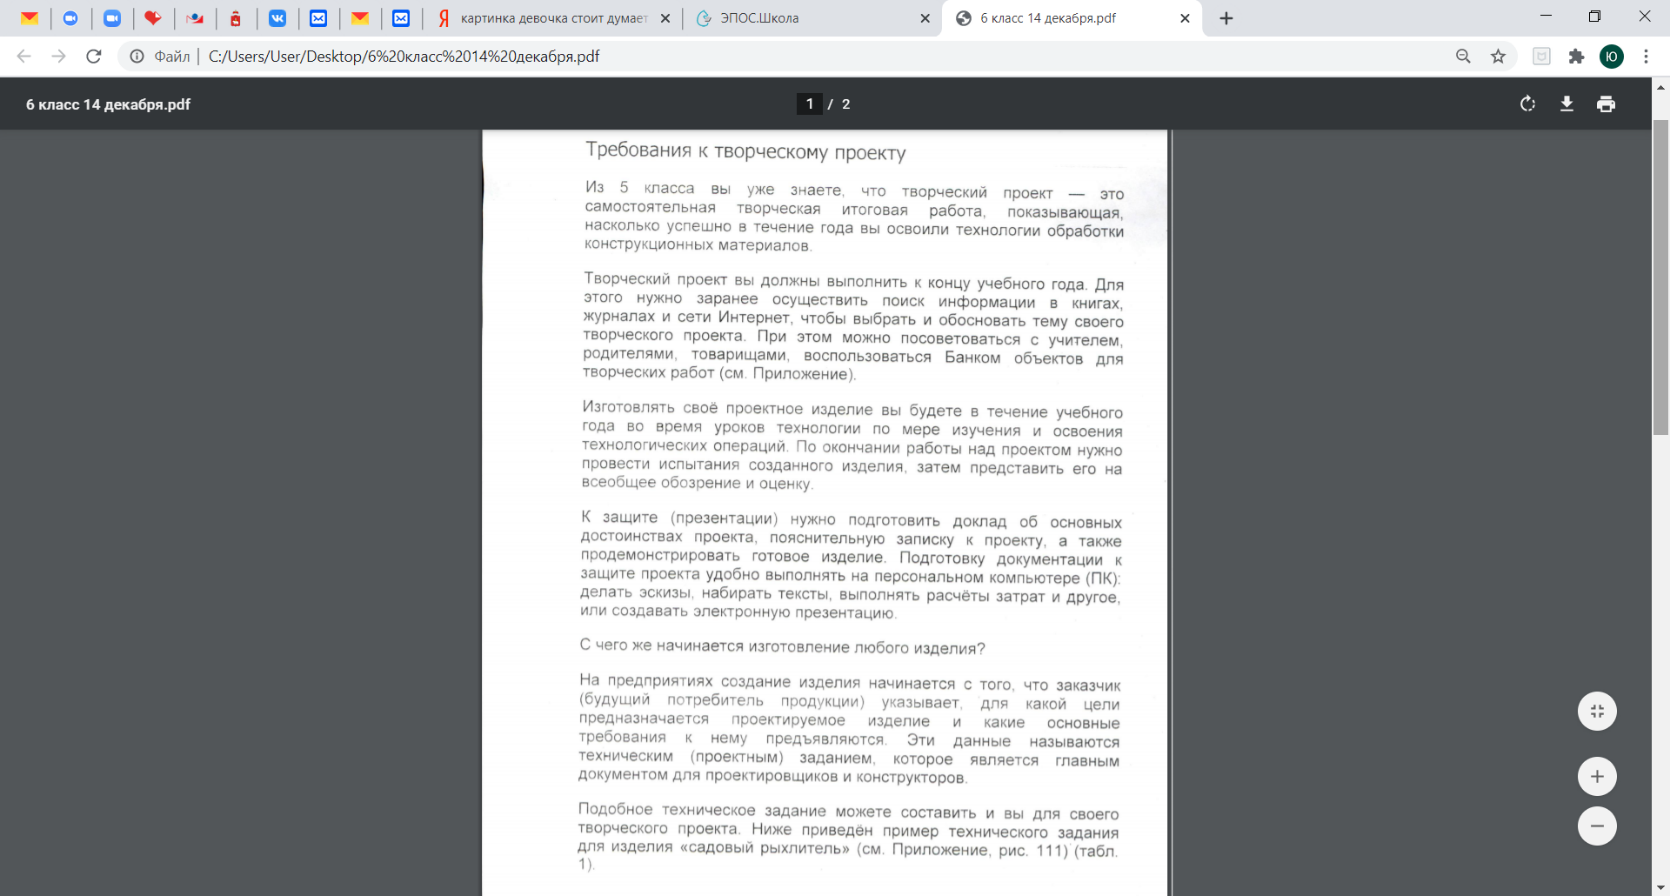 картинка девочка стоит думает
ЭПОС.Школа
6 класс 14 декабря.pdf
Файл
C:/Users/User/Desktop/6%20класс%2014%20декабря.pdf
Ю
6 класс 14 декабря.pdf
1 / 2
Требования к творческому проекту
Из 5 класса вы уже знаете, что творческий проект — это
самостоятельная творческая итоговая работа, показывающая,
насколько успешно в течение года вы освоили технологии обработки
конструкционных материалов.
Творческий проект вы должны выполнить к концу учебного года. Для
этого нужно заранее осуществить поиск информации в книгах,
журналах и сети Интернет, чтобы выбрать и обосновать тему своего
творческого проекта. При этом можно посоветоваться с учителем,
родителями, товарищами, воспользоваться Банком объектов для
творческих работ (см. Приложение).
Изготовлять своё проектное изделие вы будете в течение учебного
года во время уроков технологии по мере изучения и освоения
технологических операций. По окончании работы над проектом нужно
провести испытания созданного изделия, затем представить его на
всеобщее обозрение и оценку.
К защите (презентации) нужно подготовить доклад об основных
достоинствах проекта, пояснительную записку к проекту, а также
продемонстрировать готовое изделие. Подготовку документации к
защите проекта удобно выполнять на персональном компьютере (ПК):
делать эскизы, набирать тексты, выполнять расчёты затрат и другое,
или создавать электронную презентацию.
С чего же начинается изготовление любого изделия?
На предприятиях создание изделия начинается с того, что заказчик
(будущий потребитель продукции) указывает, для какой цели
предназначается проектируемое изделие и какие основные
требования к нему предъявляются. Эти данные называются
техническим (проектным) заданием, которое является главным
документом для проектировщиков и конструкторов.
Подобное техническое задание можете составить и вы для своего
творческого проекта. Ниже приведён пример технического задания
для изделия «садовый рыхлитель» (см. Приложение, рис. 111) (табл.
1).